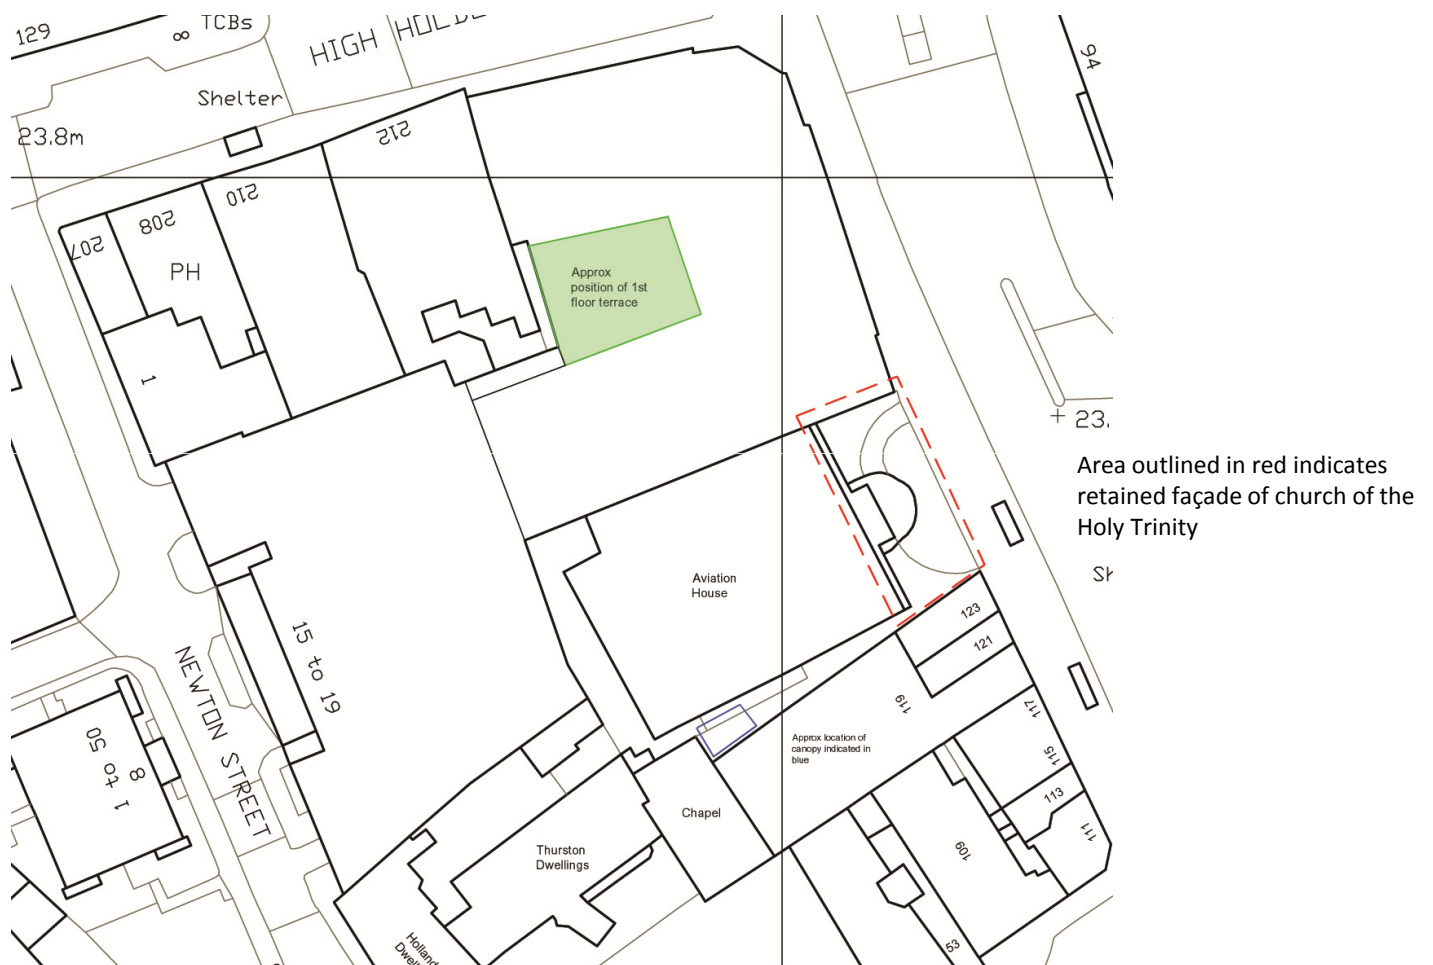 129
TCBs
HIGH
Shelter
23.8m
212
210
208
207
PH
1
94
Approx
position of 1st
floor terrace
23.
Area outlined in red indicates
retained façade of church of the
Holy Trinity
Aviation
House
15 to 19
NEWTON STREET
123
121
119
117
115
113
111
109
Approx location of
canopy indicated in
blue
Chapel
Thurston
Dwellings
8
1 to
50
53